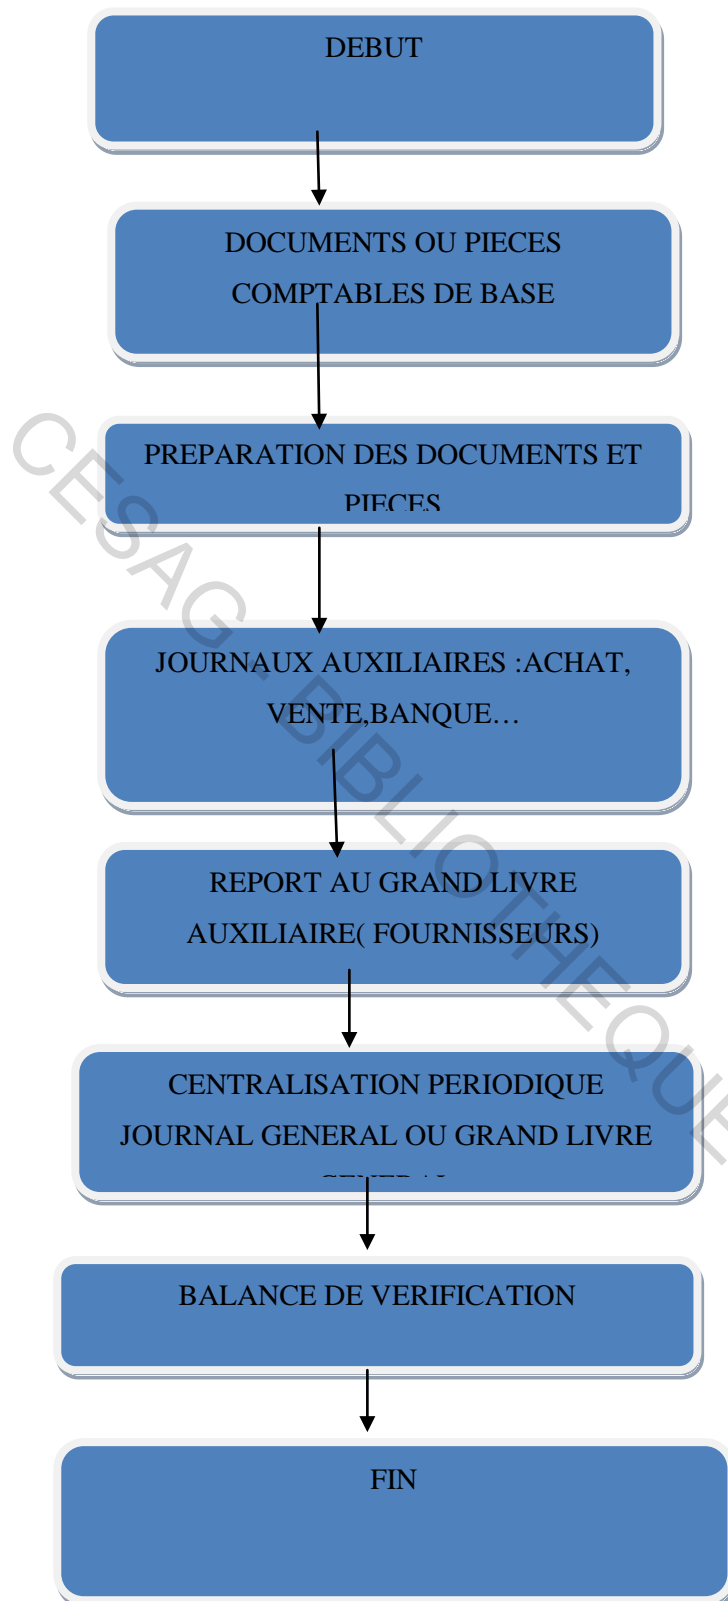 DEBUT
DOCUMENTS OU PIECES
COMPTABLES DE BASE
PREPARATION DES DOCUMENTS ET
PIECES
JOURNAUX AUXILIAIRES :ACHAT,
VENTE,BANQUE…
REPORT AU GRAND LIVRE
AUXILIAIRE( FOURNISSEURS)
CENTRALISATION PERIODIQUE
JOURNAL GENERAL OU GRAND LIVRE
BALANCE DE VERIFICATION
FIN
CESAG - BIBLIOTHEQUE